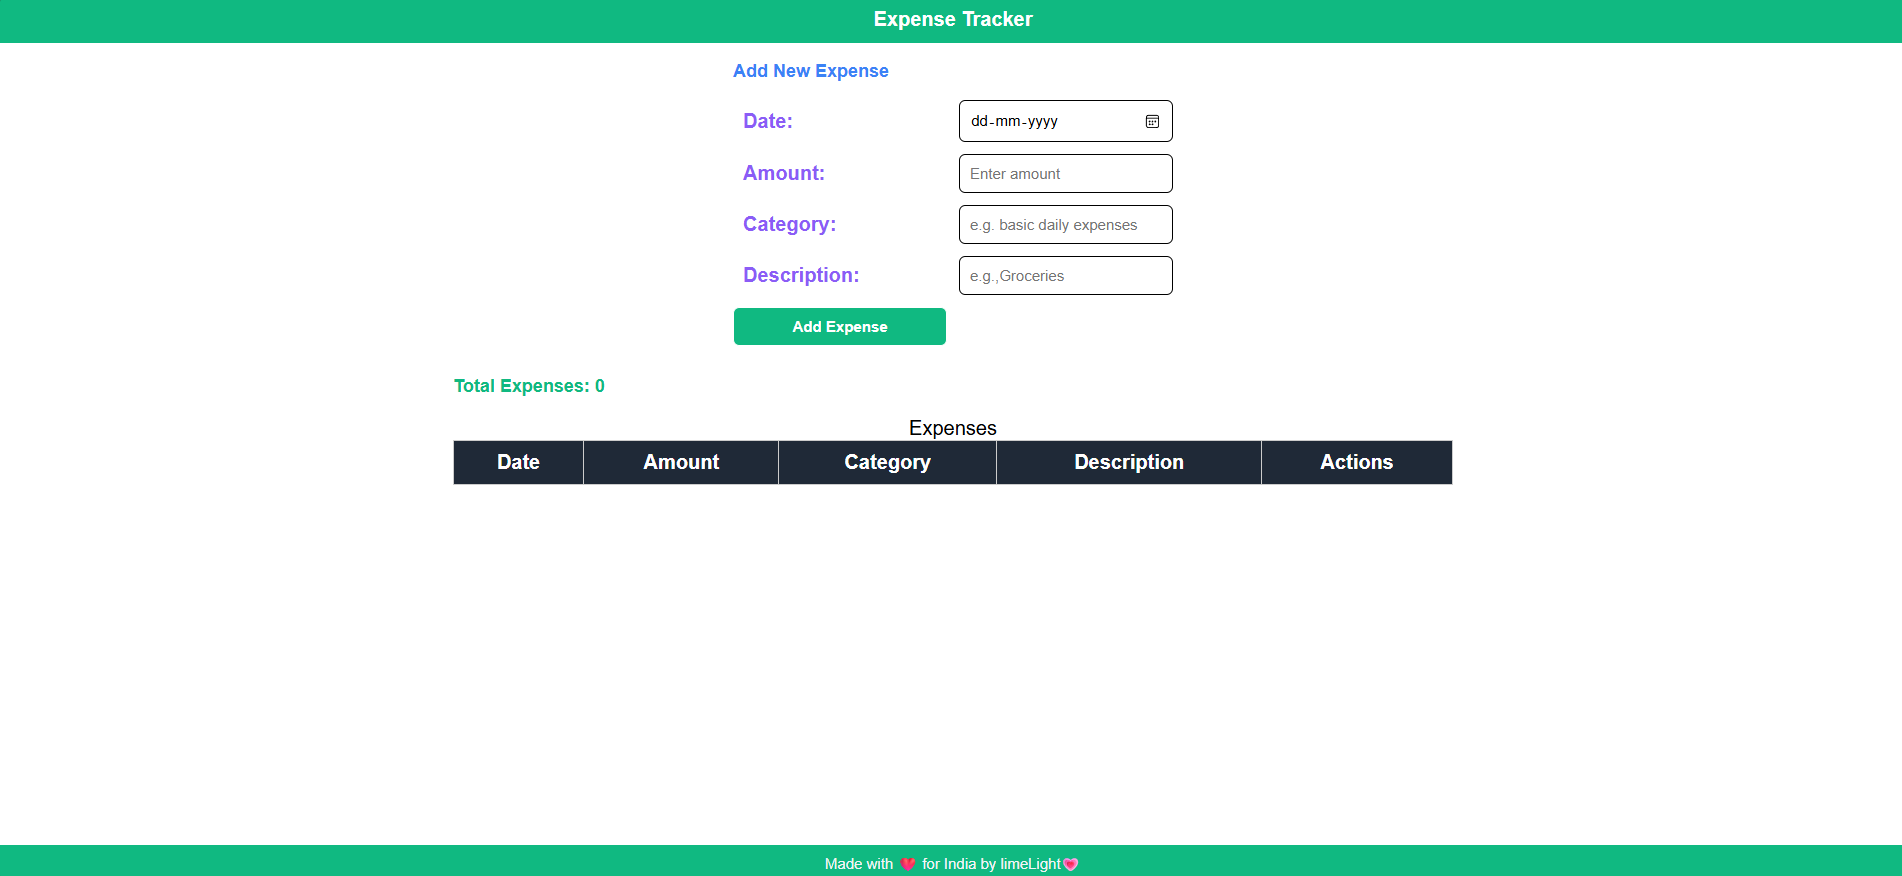 Expense Tracker
Add New Expense
Date: dd-mm-yyyy
Amount: Enter amount
Category: e.g. basic daily expenses
Description: e.g.,Groceries
Add Expense
Total Expenses: 0
Expenses
Date Amount Category Description Actions
Made with ❤️ for India by limeLight💗